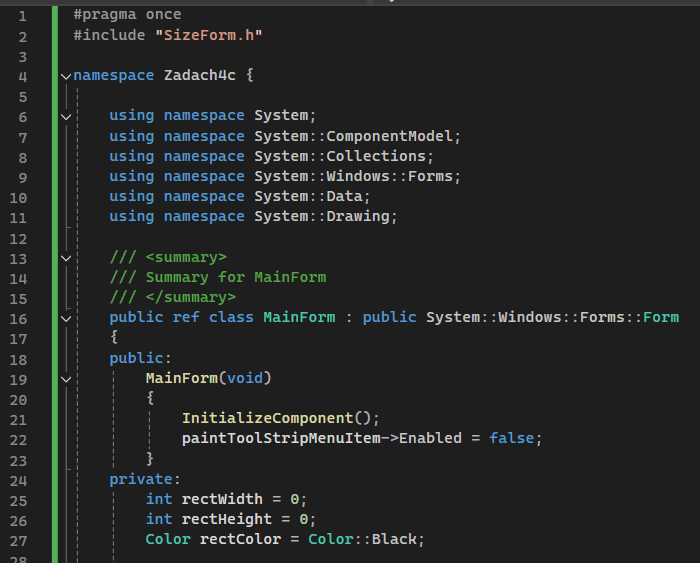 1 #pragma once
2 #include "SizeForm.h"
3
4 namespace Zadach4c {
5
6 using namespace System;
7 using namespace System::ComponentModel;
8 using namespace System::Collections;
9 using namespace System::Windows::Forms;
10 using namespace System::Data;
11 using namespace System::Drawing;
12
13 /// <summary>
14 /// Summary for MainForm
15 /// </summary>
16 public ref class MainForm : public System::Windows::Forms::Form
17 {
18 public:
19 MainForm(void)
20 {
21 InitializeComponent();
22 paintToolStripMenuItem->Enabled = false;
23 }
24 private:
25 int rectWidth = 0;
26 int rectHeight = 0;
27 Color rectColor = Color::Black;
28